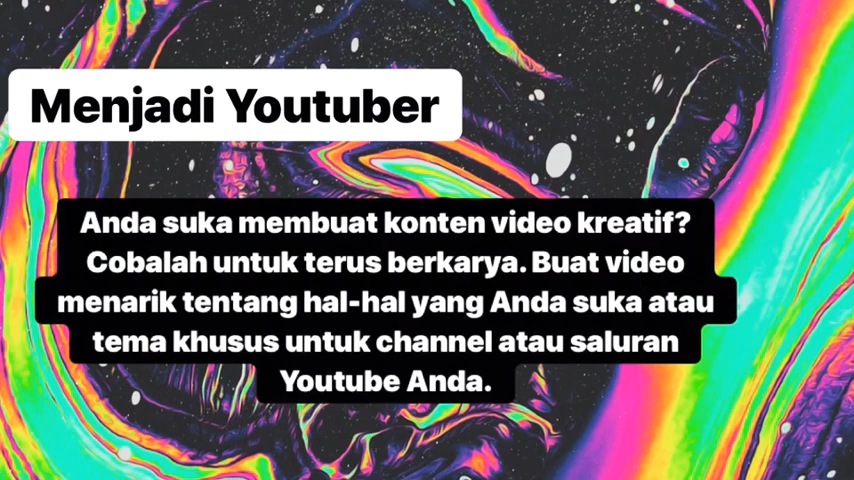 Menjadi Youtuber
Anda suka membuat konten video kreatif?
Cobalah untuk terus berkarya. Buat video
menarik tentang hal-hal yang Anda suka atau
tema khusus untuk channel atau saluran
Youtube Anda.